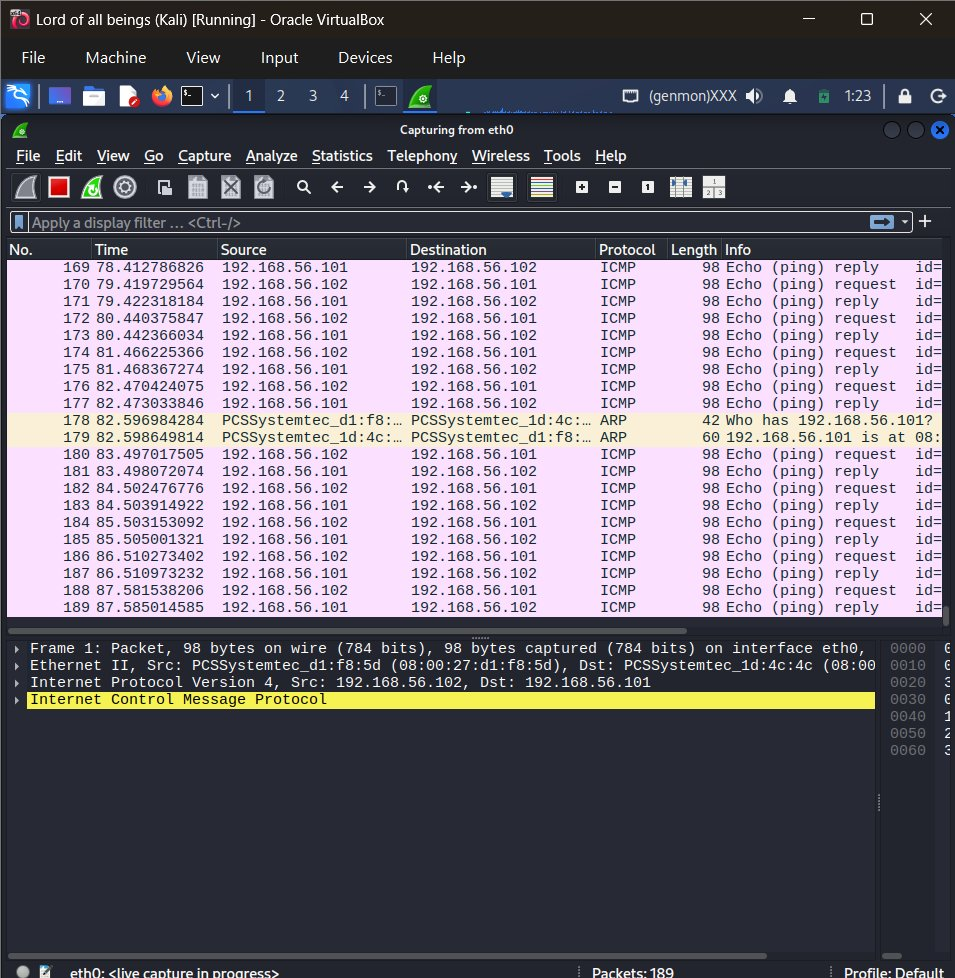 Lord of all beings (Kali) [Running] - Oracle VirtualBox
File Machine View Input Devices Help
1 2 3 4 (genmon)XXX 1:23
Capturing from eth0
File Edit View Go Capture Analyze Statistics Telephony Wireless Tools Help
Apply a display filter … <Ctrl-/>
No. Time Source Destination Protocol Length Info
169 78.412786826 192.168.56.101 192.168.56.102 ICMP 98 Echo (ping) reply id=
170 79.419729564 192.168.56.102 192.168.56.101 ICMP 98 Echo (ping) request id=
171 79.422318184 192.168.56.101 192.168.56.102 ICMP 98 Echo (ping) reply id=
172 80.440375847 192.168.56.102 192.168.56.101 ICMP 98 Echo (ping) request id=
173 80.442366034 192.168.56.101 192.168.56.102 ICMP 98 Echo (ping) reply id=
174 81.466225366 192.168.56.102 192.168.56.101 ICMP 98 Echo (ping) request id=
175 81.468367274 192.168.56.101 192.168.56.102 ICMP 98 Echo (ping) reply id=
176 82.470424075 192.168.56.102 192.168.56.101 ICMP 98 Echo (ping) request id=
177 82.473033846 192.168.56.101 192.168.56.102 ICMP 98 Echo (ping) reply id=
178 82.596984284 PCSSystemtec_d1:f8:… PCSSystemtec_1d:4c:… ARP 42 Who has 192.168.56.101?
179 82.598649814 PCSSystemtec_1d:4c:… PCSSystemtec_d1:f8:… ARP 60 192.168.56.101 is at 08:
180 83.497017505 192.168.56.102 192.168.56.101 ICMP 98 Echo (ping) request id=
181 83.498072074 192.168.56.101 192.168.56.102 ICMP 98 Echo (ping) reply id=
182 84.502476776 192.168.56.102 192.168.56.101 ICMP 98 Echo (ping) request id=
183 84.503914922 192.168.56.101 192.168.56.102 ICMP 98 Echo (ping) reply id=
184 85.503153092 192.168.56.102 192.168.56.101 ICMP 98 Echo (ping) request id=
185 85.505001321 192.168.56.101 192.168.56.102 ICMP 98 Echo (ping) reply id=
186 86.510273402 192.168.56.102 192.168.56.101 ICMP 98 Echo (ping) request id=
187 86.510973232 192.168.56.101 192.168.56.102 ICMP 98 Echo (ping) reply id=
188 87.581538206 192.168.56.102 192.168.56.101 ICMP 98 Echo (ping) request id=
189 87.585014585 192.168.56.101 192.168.56.102 ICMP 98 Echo (ping) reply id=
Frame 1: Packet, 98 bytes on wire (784 bits), 98 bytes captured (784 bits) on interface eth0, 0000
Ethernet II, Src: PCSSystemtec_d1:f8:5d (08:00:27:d1:f8:5d), Dst: PCSSystemtec_1d:4c:4c (08:00 0010
Internet Protocol Version 4, Src: 192.168.56.102, Dst: 192.168.56.101 0020
Internet Control Message Protocol 0030
0040
0050
0060
eth0: <live capture in progress> Packets: 189 Profile: Default